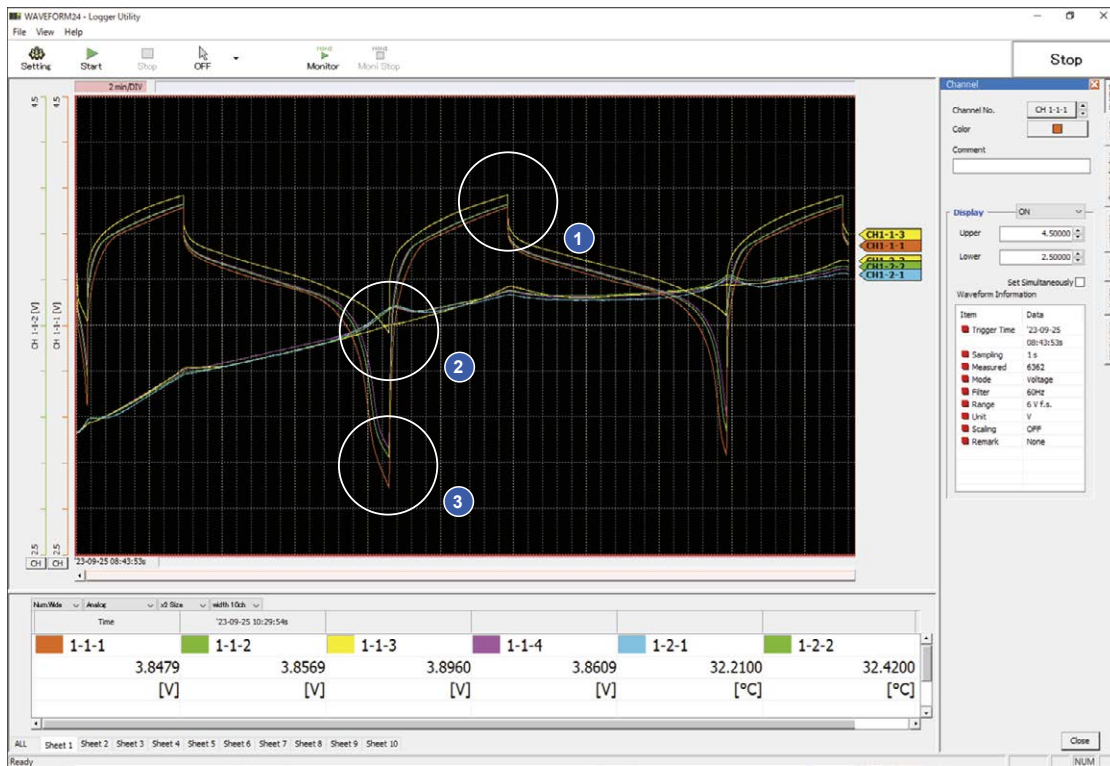 WAVEFORM24 - Logger Utility
File View Help
Setting Start Stop OFF Monitor Moni Stop
Stop
2 min/DIV
4.5 4.5
CH 1-1-2 [V] CH 1-1-1 [V]
2.5 2.5
CH CH
'23-09-25 08:43:53s
1
2
3
CH1-1-3
CH1-1-1
CH1-2-2
CH1-2-1
Channel
Channel No. CH 1-1-1
Color
Comment
Display ON
Upper 4.50000
Lower 2.50000
Set Simultaneously
Waveform Information
Item Data
Trigger Time '23-09-25
08:43:53s
Sampling 1 s
Measured 6362
Mode Voltage
Filter 60Hz
Range 6 V f.s.
Unit V
Scaling OFF
Remark None
Num.Wide Analog x2 Size width 10ch
Time '23-09-25 10:29:54s
1-1-1 1-1-2 1-1-3 1-1-4 1-2-1 1-2-2
3.8479 3.8569 3.8960 3.8609 32.2100 32.4200
[V] [V] [V] [V] [°C] [°C]
ALL Sheet 1 Sheet 2 Sheet 3 Sheet 4 Sheet 5 Sheet 6 Sheet 7 Sheet 8 Sheet 9 Sheet 10
Close
Ready NUM